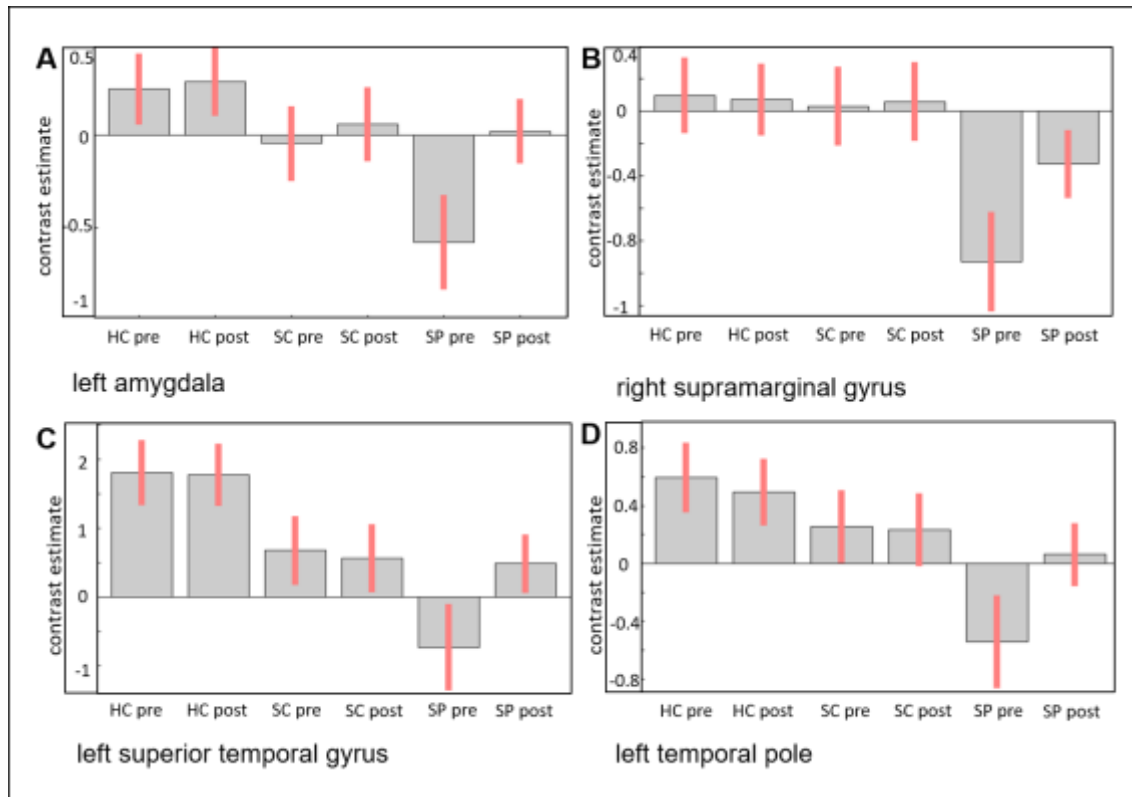 A
contrast estimate
0.5
0
-0.5
-1
HC pre HC post SC pre SC post SP pre SP post
left amygdala
B
contrast estimate
0.4
0
-0.4
-0.8
-1
HC pre HC post SC pre SC post SP pre SP post
right supramarginal gyrus
C
contrast estimate
2
1
0
-1
HC pre HC post SC pre SC post SP pre SP post
left superior temporal gyrus
D
contrast estimate
0.8
0.4
0
-0.4
-0.8
HC pre HC post SC pre SC post SP pre SP post
left temporal pole